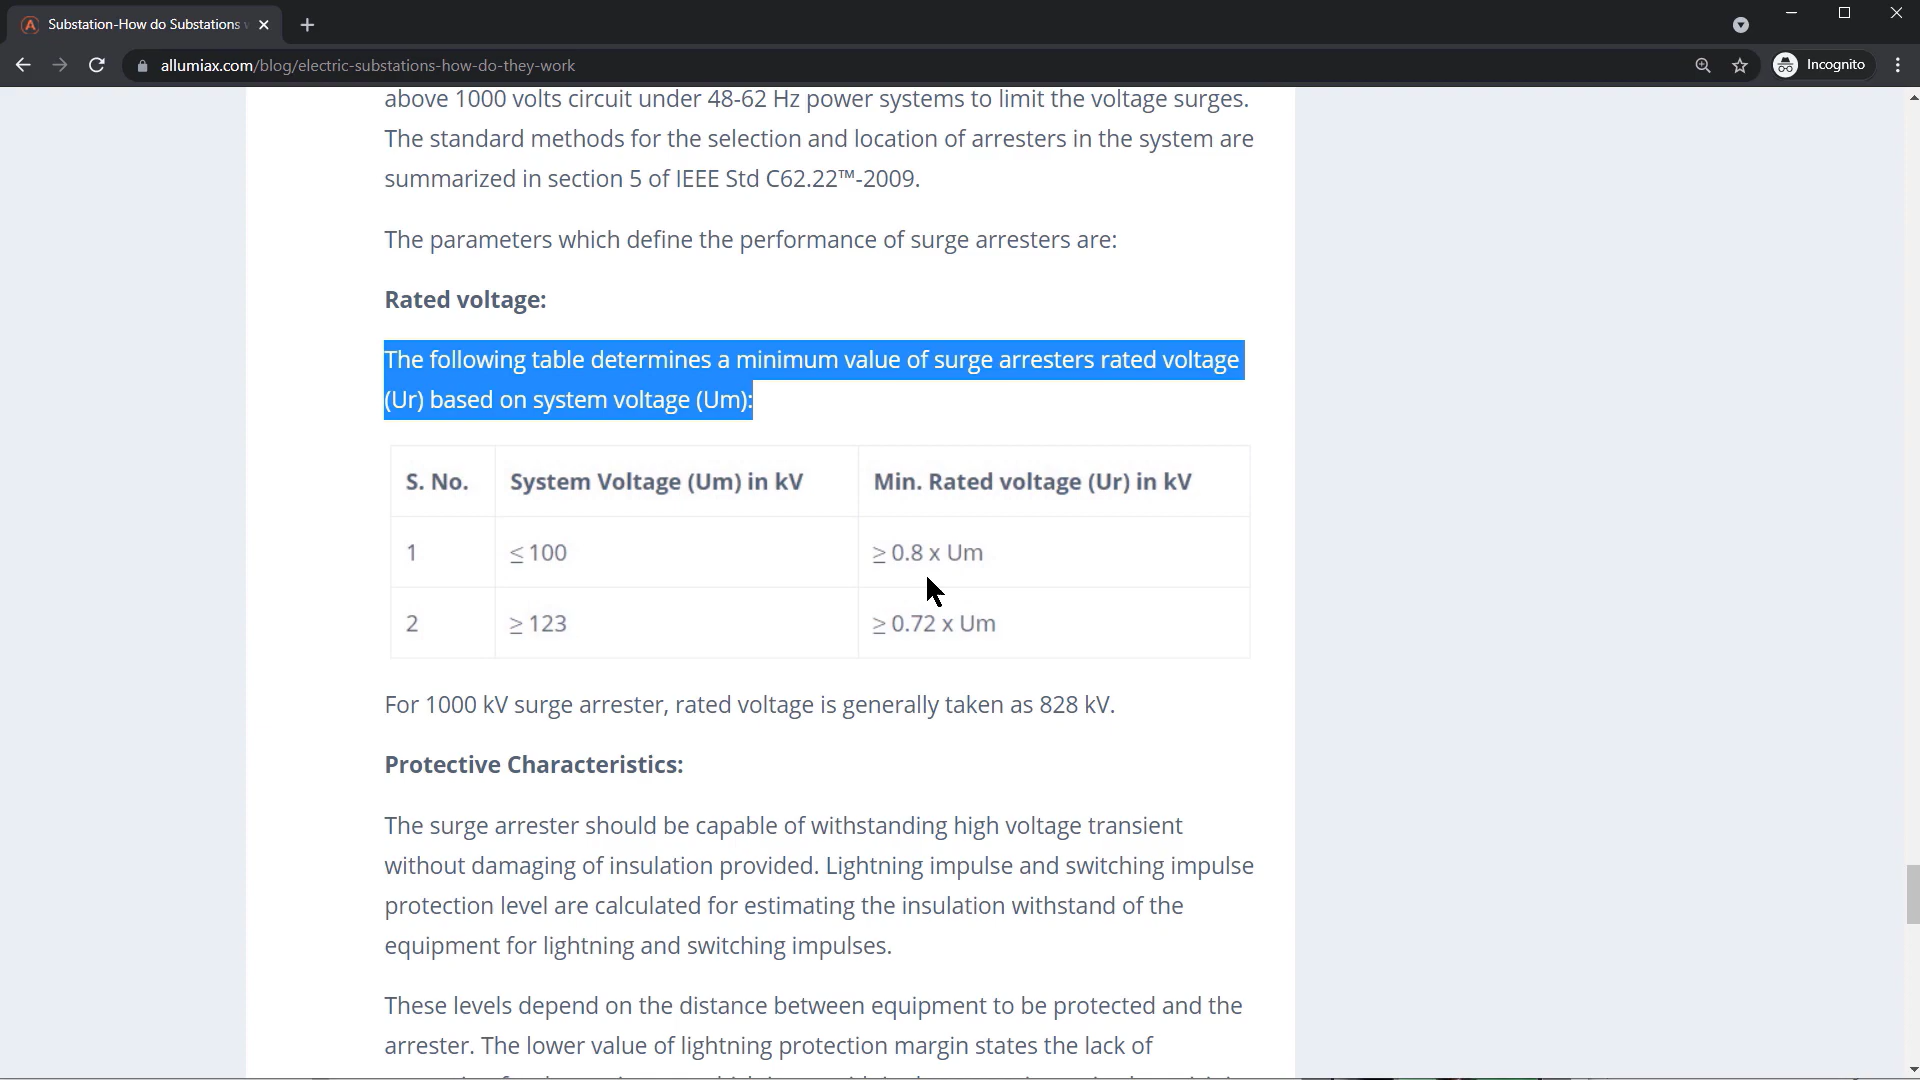 Substation-How do Substations
allumiax.com/blog/electric-substations-how-do-they-work
Incognito
above 1000 volts circuit under 48-62 Hz power systems to limit the voltage surges.
The standard methods for the selection and location of arresters in the system are
summarized in section 5 of IEEE Std C62.22™-2009.
The parameters which define the performance of surge arresters are:
Rated voltage:
The following table determines a minimum value of surge arresters rated voltage
(Ur) based on system voltage (Um):
S. No. System Voltage (Um) in kV Min. Rated voltage (Ur) in kV
1 ≤ 100 ≥ 0.8 x Um
2 ≥ 123 ≥ 0.72 x Um
For 1000 kV surge arrester, rated voltage is generally taken as 828 kV.
Protective Characteristics:
The surge arrester should be capable of withstanding high voltage transient
without damaging of insulation provided. Lightning impulse and switching impulse
protection level are calculated for estimating the insulation withstand of the
equipment for lightning and switching impulses.
These levels depend on the distance between equipment to be protected and the
arrester. The lower value of lightning protection margin states the lack of